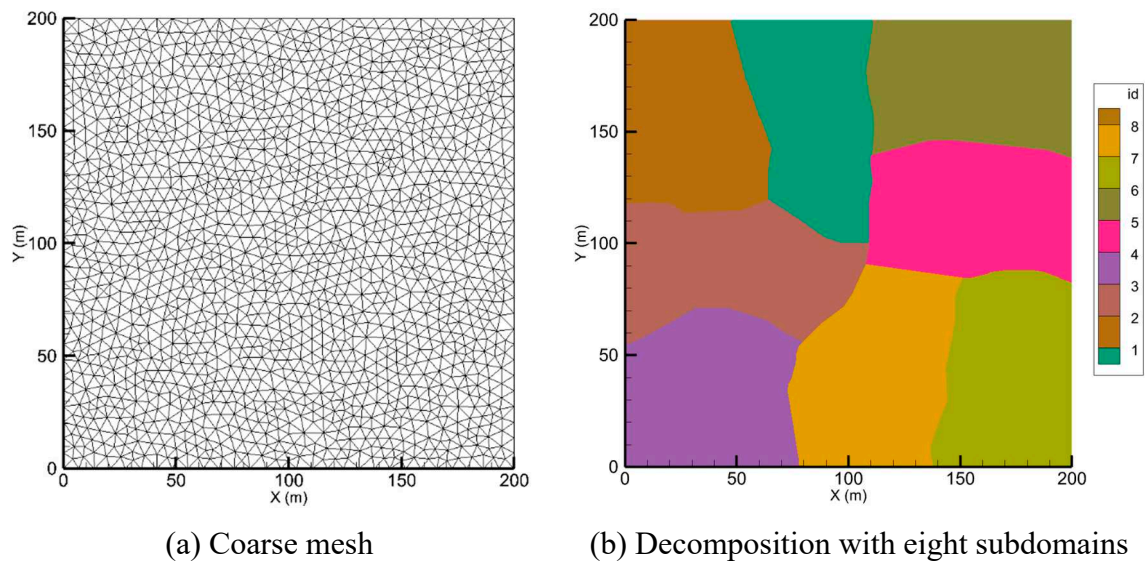 200
150
100
50
0
Y (m)
0 50 100 150 200
X (m)
200
150
100
50
0
Y (m)
0 50 100 150 200
X (m)
id
8
7
6
5
4
3
2
1
(a) Coarse mesh
(b) Decomposition with eight subdomains